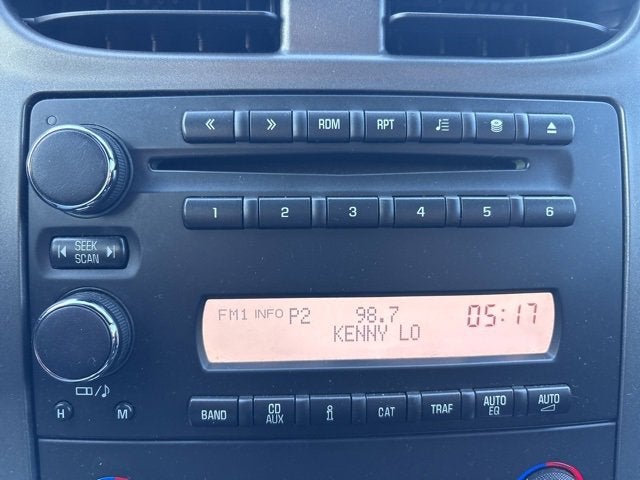 « » RDM RPT
1 2 3 4 5 6
SEEK
SCAN
FM1 INFO P2 98.7 05:17
KENNY LO
BAND CD AUX i CAT TRAF AUTO EQ AUTO
H M